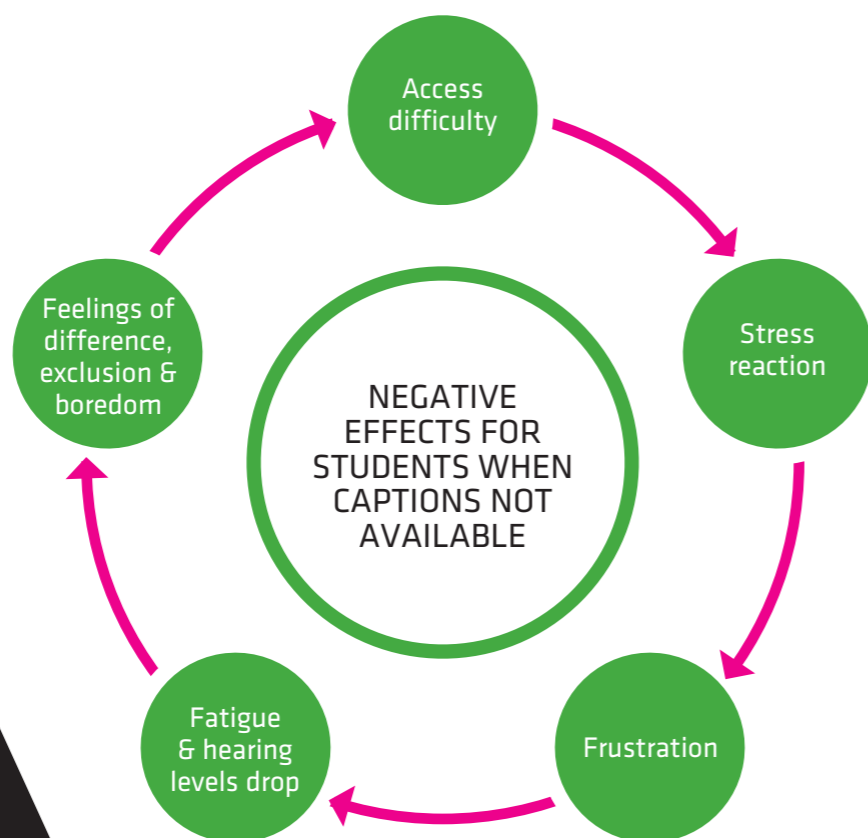 Access
difficulty
Stress
reaction
Frustration
Fatigue
& hearing
levels drop
Feelings of
difference,
exclusion &
boredom
NEGATIVE
EFFECTS FOR
STUDENTS WHEN
CAPTIONS NOT
AVAILABLE